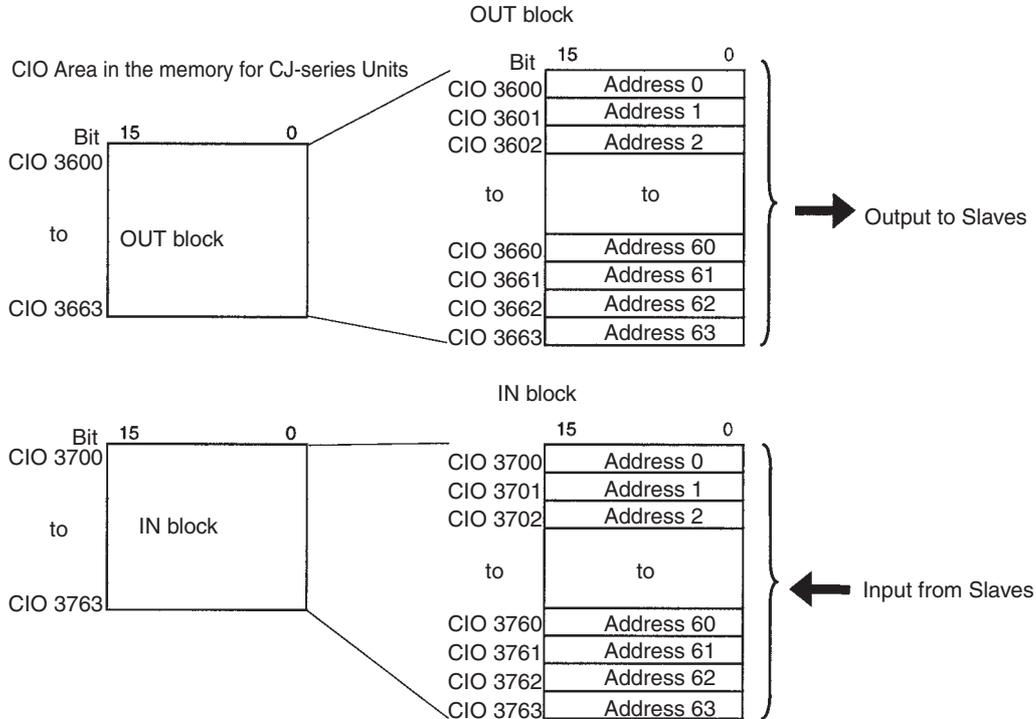 OUT block
CIO Area in the memory for CJ-series Units
Bit 15 0
CIO 3600
to
OUT block
CIO 3663
Bit 15 0
CIO 3600 Address 0
CIO 3601 Address 1
CIO 3602 Address 2
to to
CIO 3660 Address 60
CIO 3661 Address 61
CIO 3662 Address 62
CIO 3663 Address 63
Output to Slaves
IN block
Bit 15 0
CIO 3700
to
IN block
CIO 3763
15 0
CIO 3700 Address 0
CIO 3701 Address 1
CIO 3702 Address 2
to to
CIO 3760 Address 60
CIO 3761 Address 61
CIO 3762 Address 62
CIO 3763 Address 63
Input from Slaves